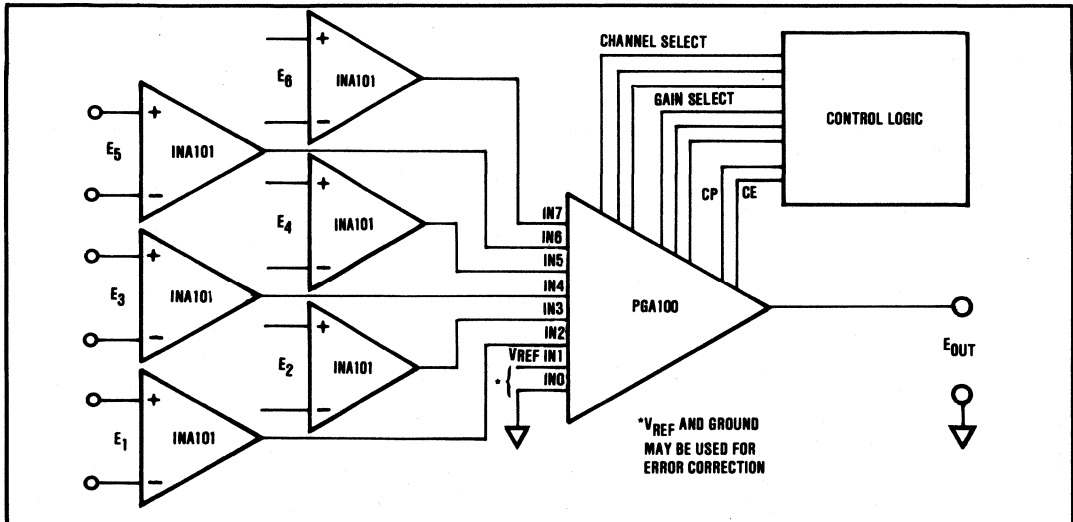 CHANNEL SELECT
GAIN SELECT
CONTROL LOGIC
CP
CE
+
E6
INA101
−
+
E5
INA101
−
+
E4
INA101
−
+
E3
INA101
−
+
E2
INA101
−
+
E1
INA101
−
IN7
IN6
IN5
IN4
IN3
IN2
VREF IN1
* IN0
PGA100
EOUT
*VREF AND GROUND
MAY BE USED FOR
ERROR CORRECTION